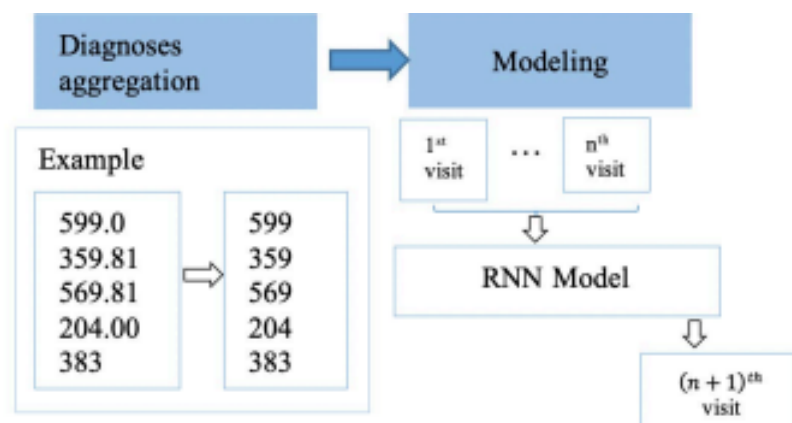 Diagnoses
aggregation
Modeling
Example
599.0
359.81
569.81
204.00
383
599
359
569
204
383
1st
visit
...
nth
visit
RNN Model
(n + 1)th
visit